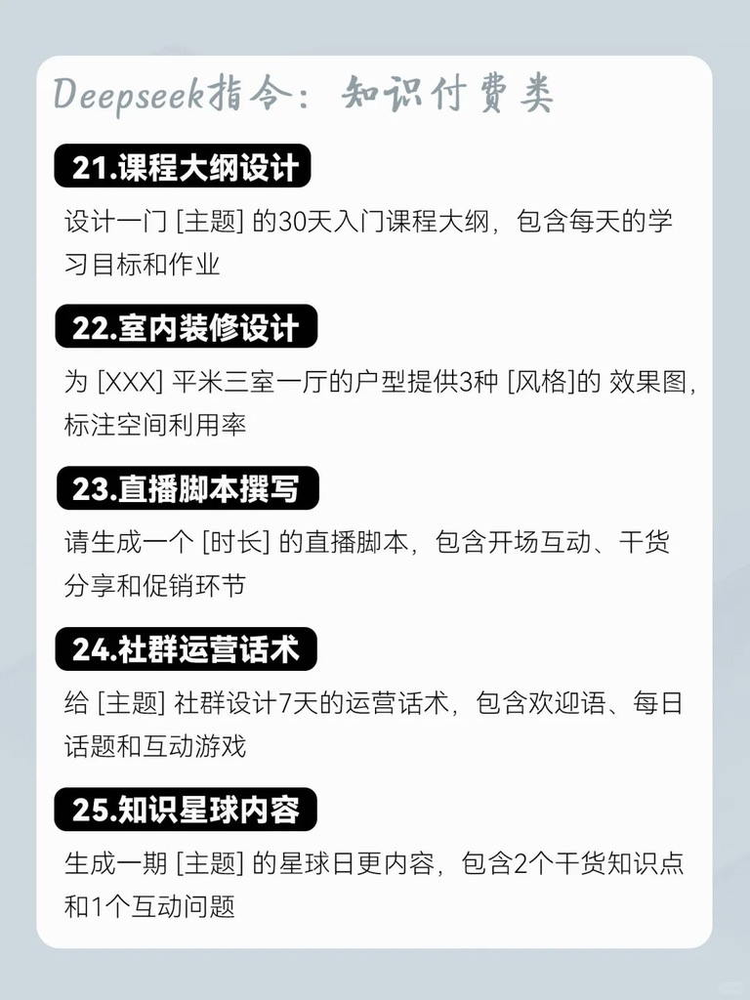 Deepseek指令：知识付费类
21.课程大纲设计
设计一门 [主题] 的30天入门课程大纲，包含每天的学
习目标和作业
22.室内装修设计
为 [XXX] 平米三室一厅的户型提供3种 [风格]的 效果图，
标注空间利用率
23.直播脚本撰写
请生成一个 [时长] 的直播脚本，包含开场互动、干货
分享和促销环节
24.社群运营话术
给 [主题] 社群设计7天的运营话术，包含欢迎语、每日
话题和互动游戏
25.知识星球内容
生成一期 [主题] 的星球日更内容，包含2个干货知识点
和1个互动问题